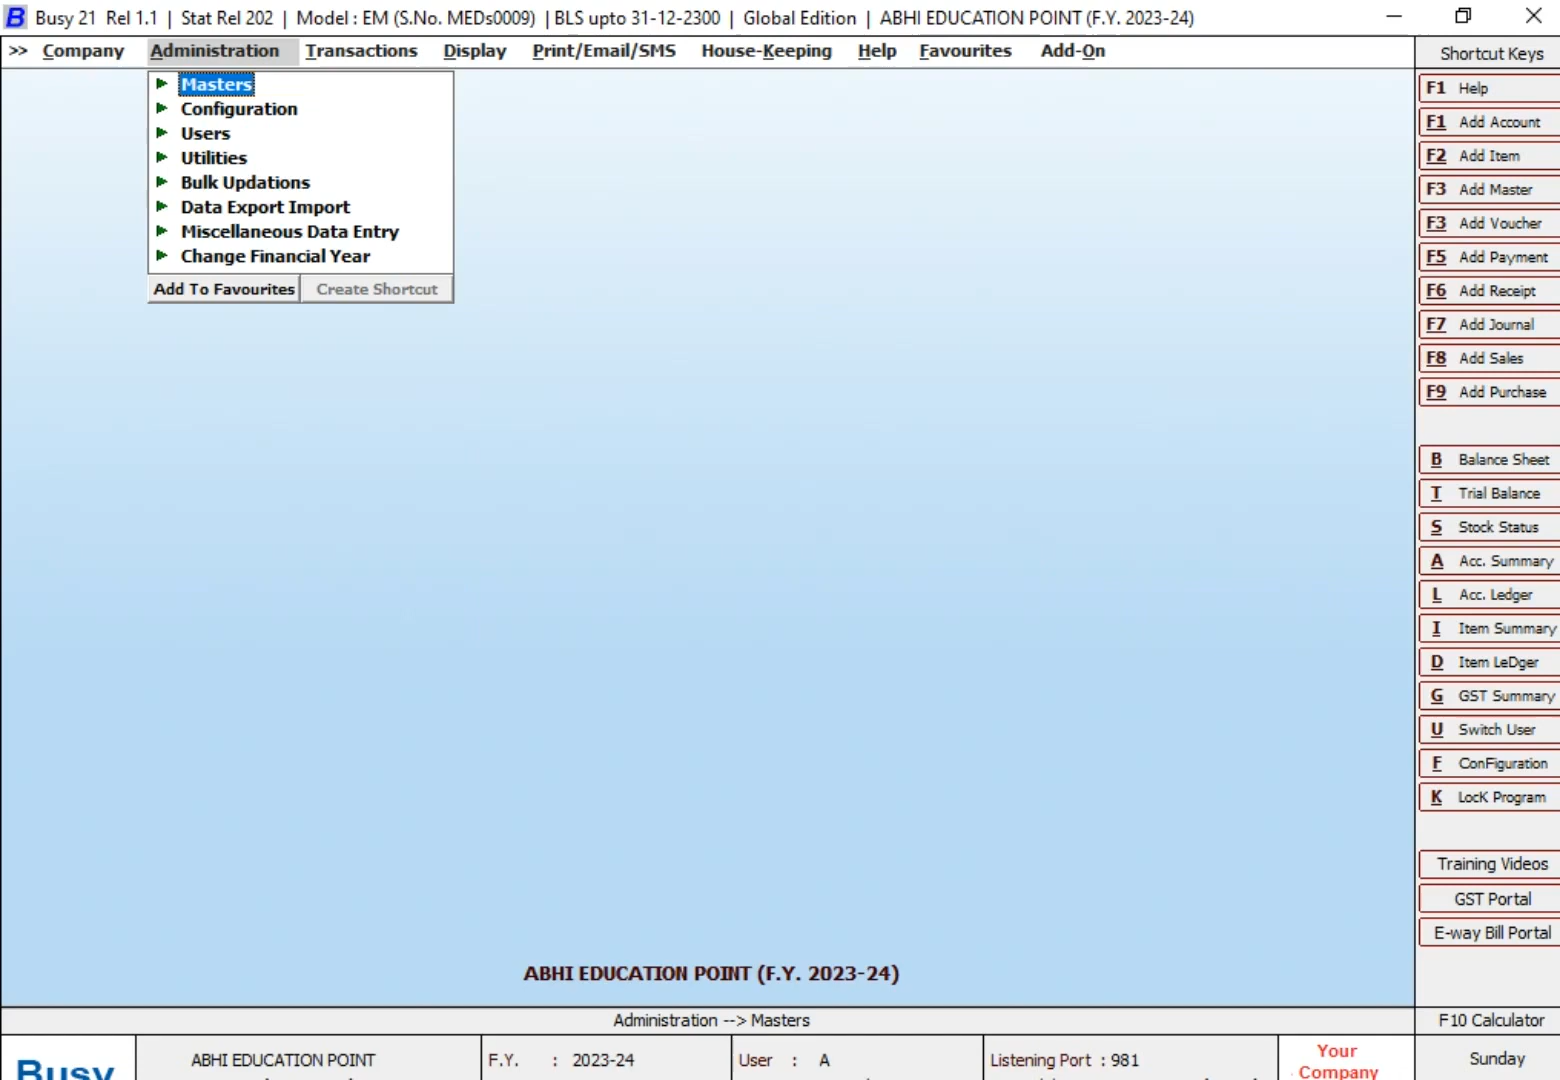 B Busy 21 Rel 1.1 | Stat Rel 202 | Model : EM (S.No. MEDs0009) | BLS upto 31-12-2300 | Global Edition | ABHI EDUCATION POINT (F.Y. 2023-24)
>> Company Administration Transactions Display Print/Email/SMS House-Keeping Help Favourites Add-On
Masters
Configuration
Users
Utilities
Bulk Updations
Data Export Import
Miscellaneous Data Entry
Change Financial Year
Add To Favourites Create Shortcut
Shortcut Keys
F1 Help
F1 Add Account
F2 Add Item
F3 Add Master
F3 Add Voucher
F5 Add Payment
F6 Add Receipt
F7 Add Journal
F8 Add Sales
F9 Add Purchase
B Balance Sheet
T Trial Balance
S Stock Status
A Acc. Summary
L Acc. Ledger
I Item Summary
D Item LeDger
G GST Summary
U Switch User
F ConFiguration
K LocK Program
Training Videos
GST Portal
E-way Bill Portal
ABHI EDUCATION POINT (F.Y. 2023-24)
Administration --> Masters
F10 Calculator
Busy
ABHI EDUCATION POINT
F.Y. : 2023-24
User : A
Listening Port : 981
Your
Company
Sunday